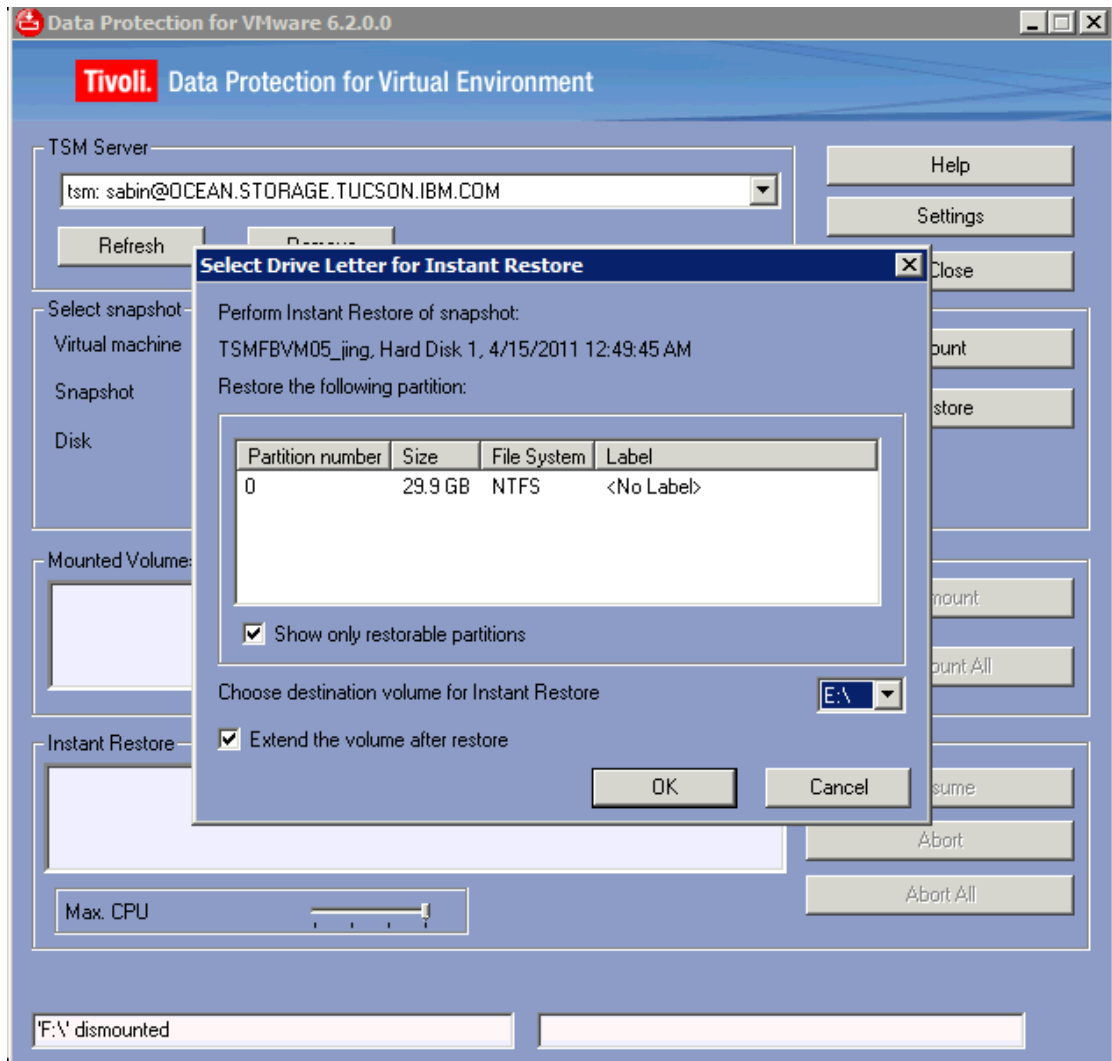 Data Protection for VMware 6.2.0.0
Tivoli. Data Protection for Virtual Environment
TSM Server
tsm: sabin@OCEAN.STORAGE.TUCSON.IBM.COM
Help
Settings
Refresh
Close
Select Drive Letter for Instant Restore
Perform Instant Restore of snapshot:
TSMFBVM05_jing, Hard Disk 1, 4/15/2011 12:49:45 AM
Restore the following partition:
Partition number Size File System Label
0 29.9 GB NTFS <No Label>
Show only restorable partitions
Choose destination volume for Instant Restore E:\
Extend the volume after restore
OK Cancel
Select snapshot
Virtual machine
Snapshot
Disk
Mounted Volume
Instant Restore
Abort
Abort All
Max. CPU
'F:\' dismounted